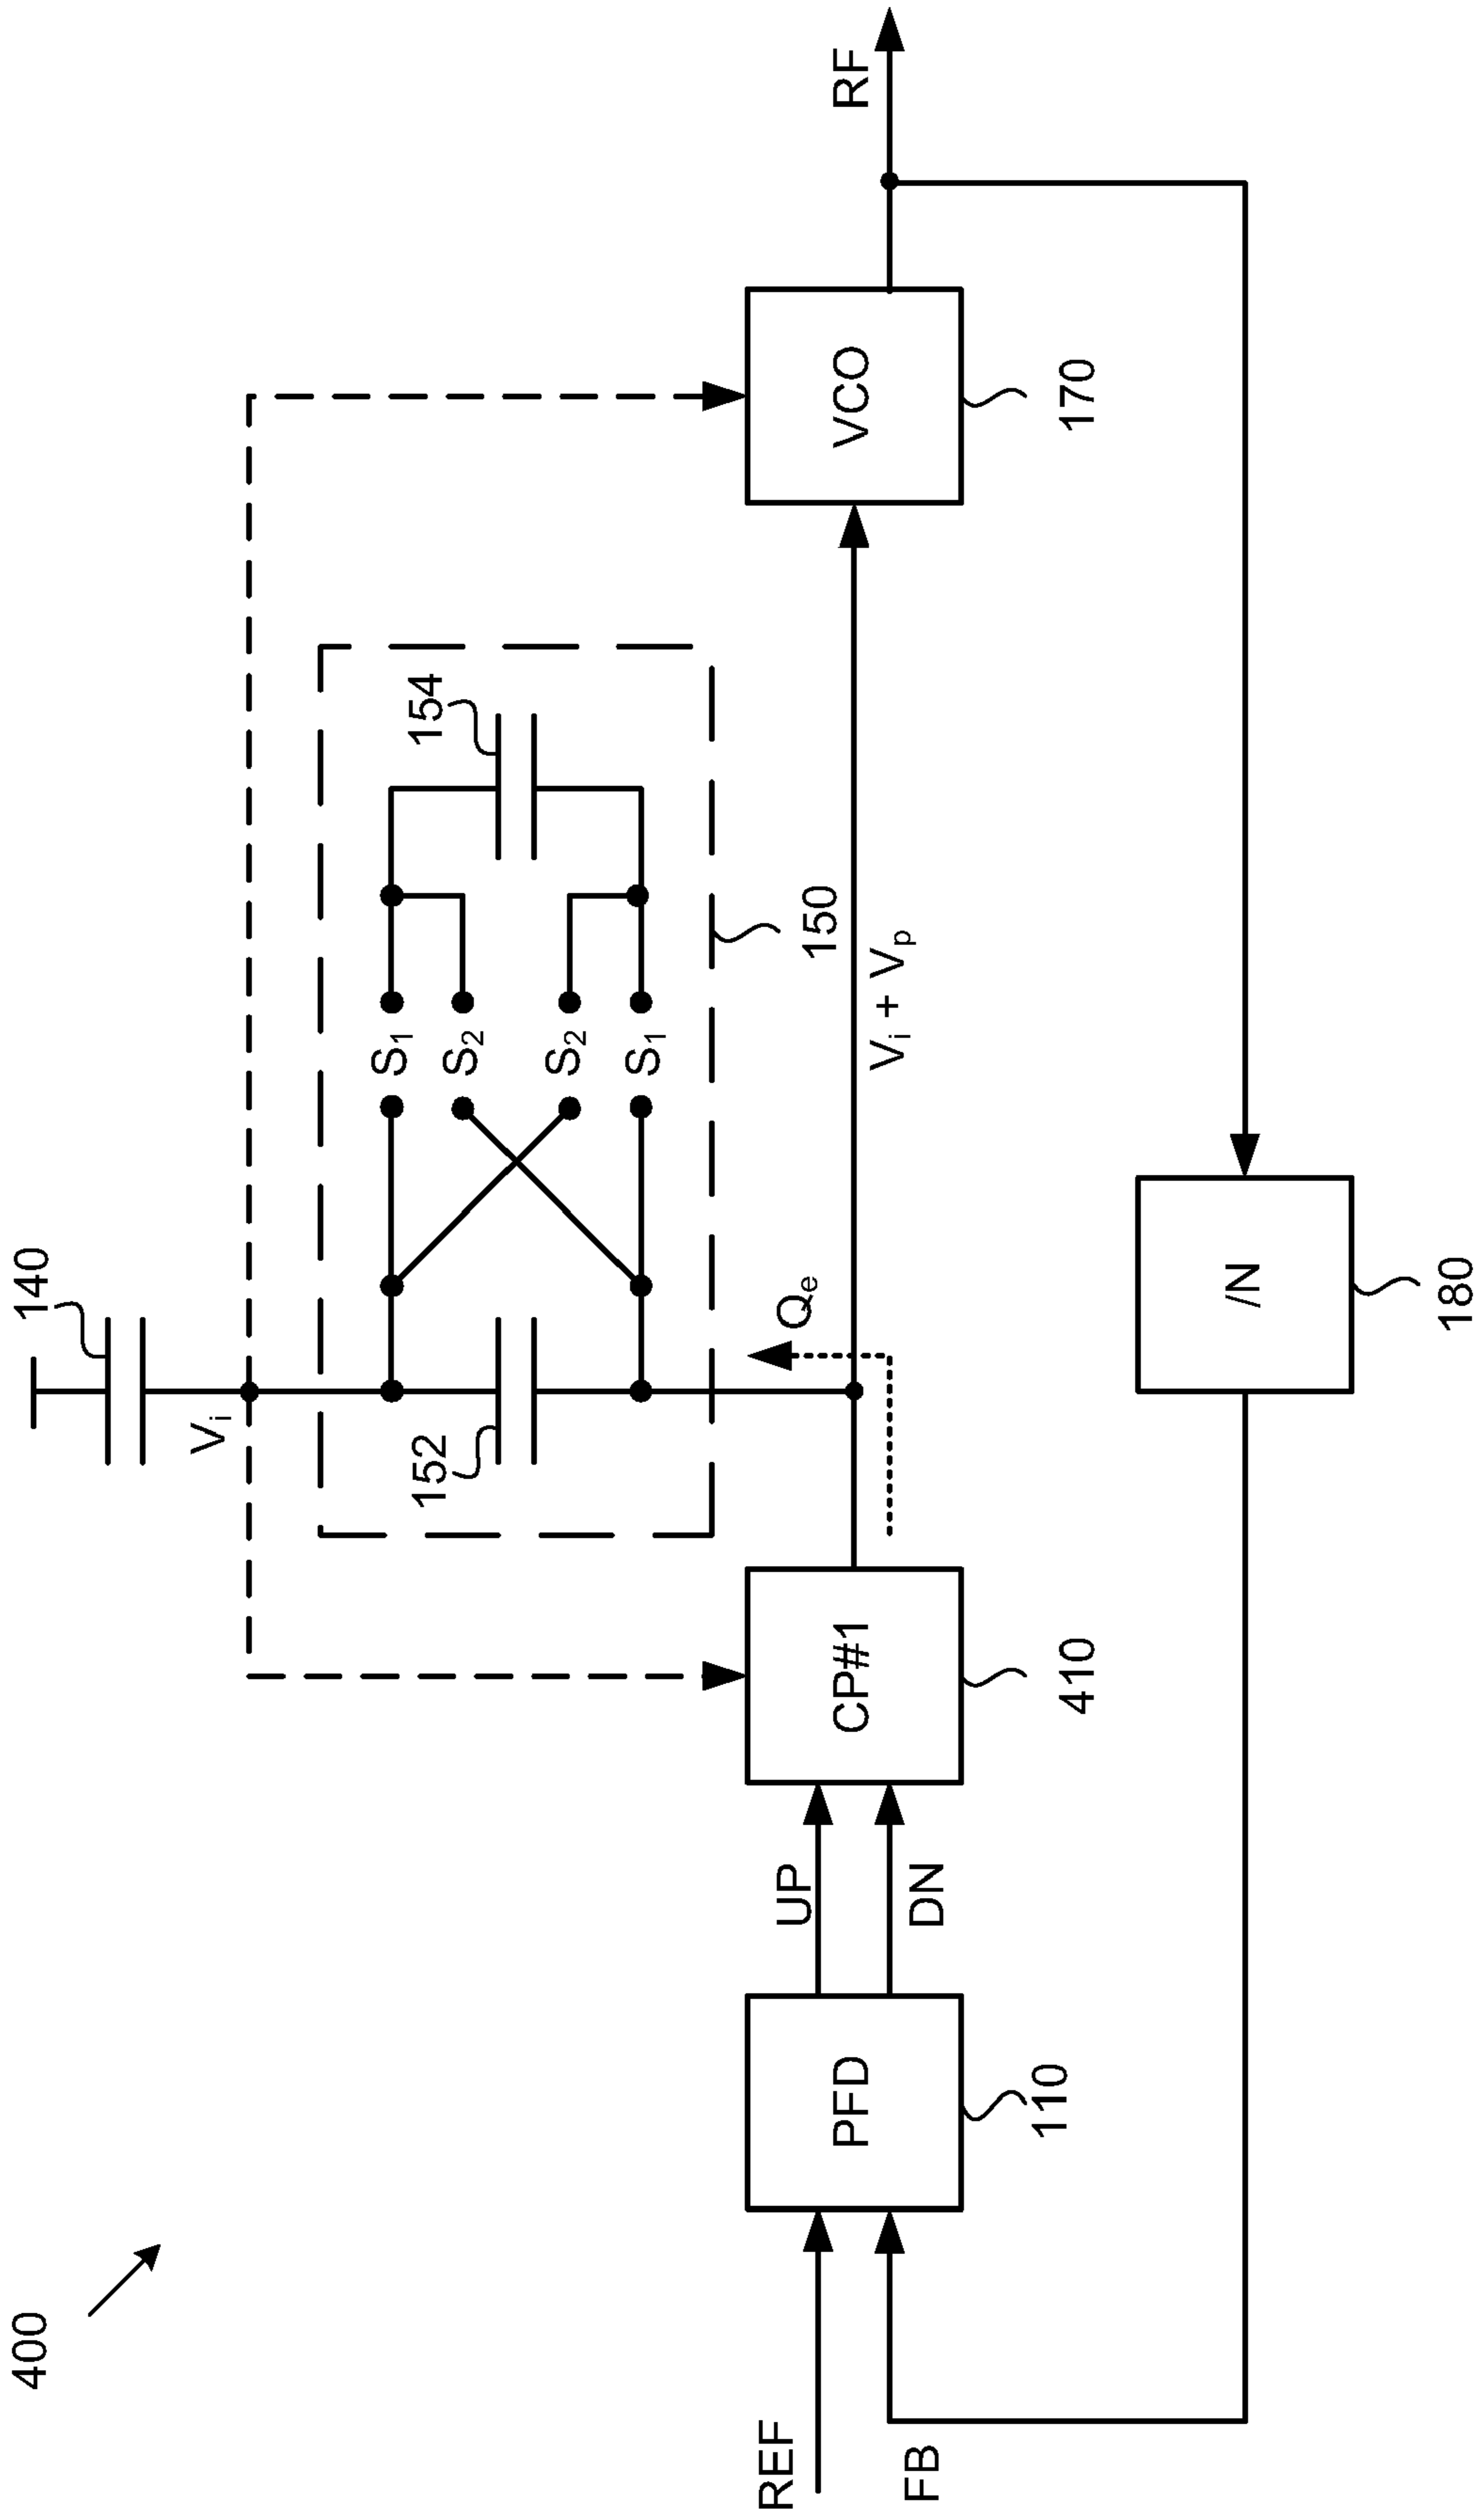 400
140
Vi
152
154
S1
S2
S2
S1
150
Qe
REF
FB
PFD
110
UP
DN
CP#1
410
Vi + Vp
VCO
170
RF
/N
180